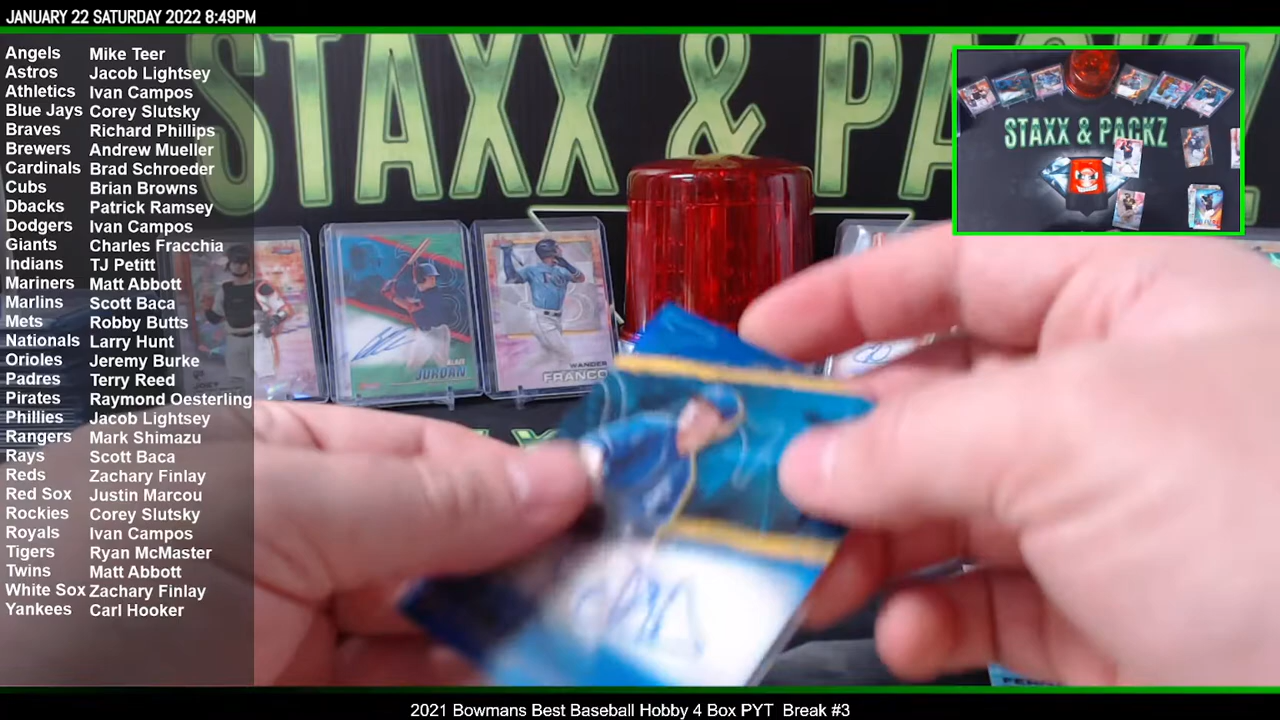 JANUARY 22 SATURDAY 2022 8:49PM
STAXX & PACKZ
STAXX & PACKZ
Angels Mike Teer
Astros Jacob Lightsey
Athletics Ivan Campos
Blue Jays Corey Slutsky
Braves Richard Phillips
Brewers Andrew Mueller
Cardinals Brad Schroeder
Cubs Brian Browns
Dbacks Patrick Ramsey
Dodgers Ivan Campos
Giants Charles Fracchia
Indians TJ Petitt
Mariners Matt Abbott
Marlins Scott Baca
Mets Robby Butts
Nationals Larry Hunt
Orioles Jeremy Burke
Padres Terry Reed
Pirates Raymond Oesterling
Phillies Jacob Lightsey
Rangers Mark Shimazu
Rays Scott Baca
Reds Zachary Finlay
Red Sox Justin Marcou
Rockies Corey Slutsky
Royals Ivan Campos
Tigers Ryan McMaster
Twins Matt Abbott
White Sox Zachary Finlay
Yankees Carl Hooker
JOEY
BLAZE
JORDAN
WANDER
FRANCO
2021 Bowmans Best Baseball Hobby 4 Box PYT Break #3